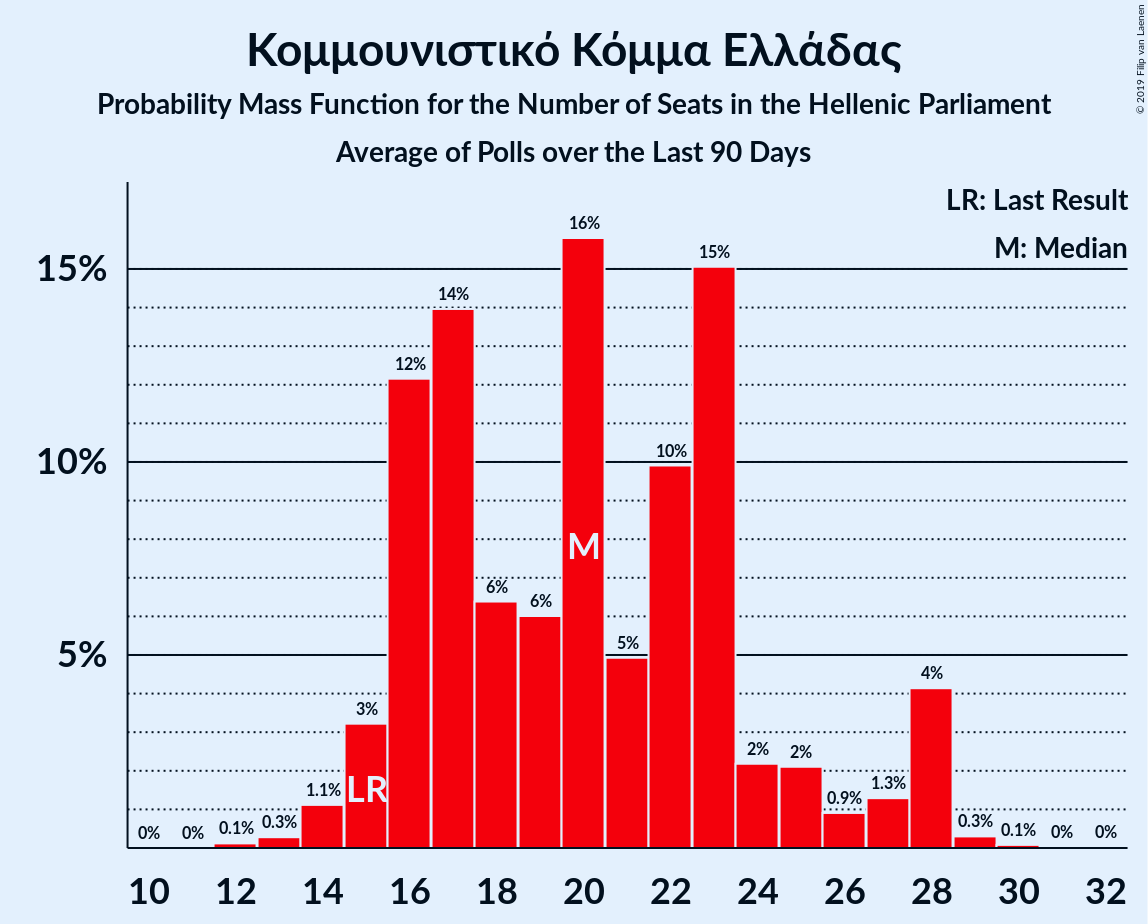 Κομμουνιστικό Κόμμα Ελλάδας
Probability Mass Function for the Number of Seats in the Hellenic Parliament
Average of Polls over the Last 90 Days
© 2019 Filip van Laenen
LR: Last Result
M: Median
15%
10%
5%
0%
0%
0.1%
0.3%
1.1%
3%
12%
14%
6%
6%
16%
5%
10%
15%
2%
2%
0.9%
1.3%
4%
0.3%
0.1%
0%
0%
LR
M
10 12 14 16 18 20 22 24 26 28 30 32